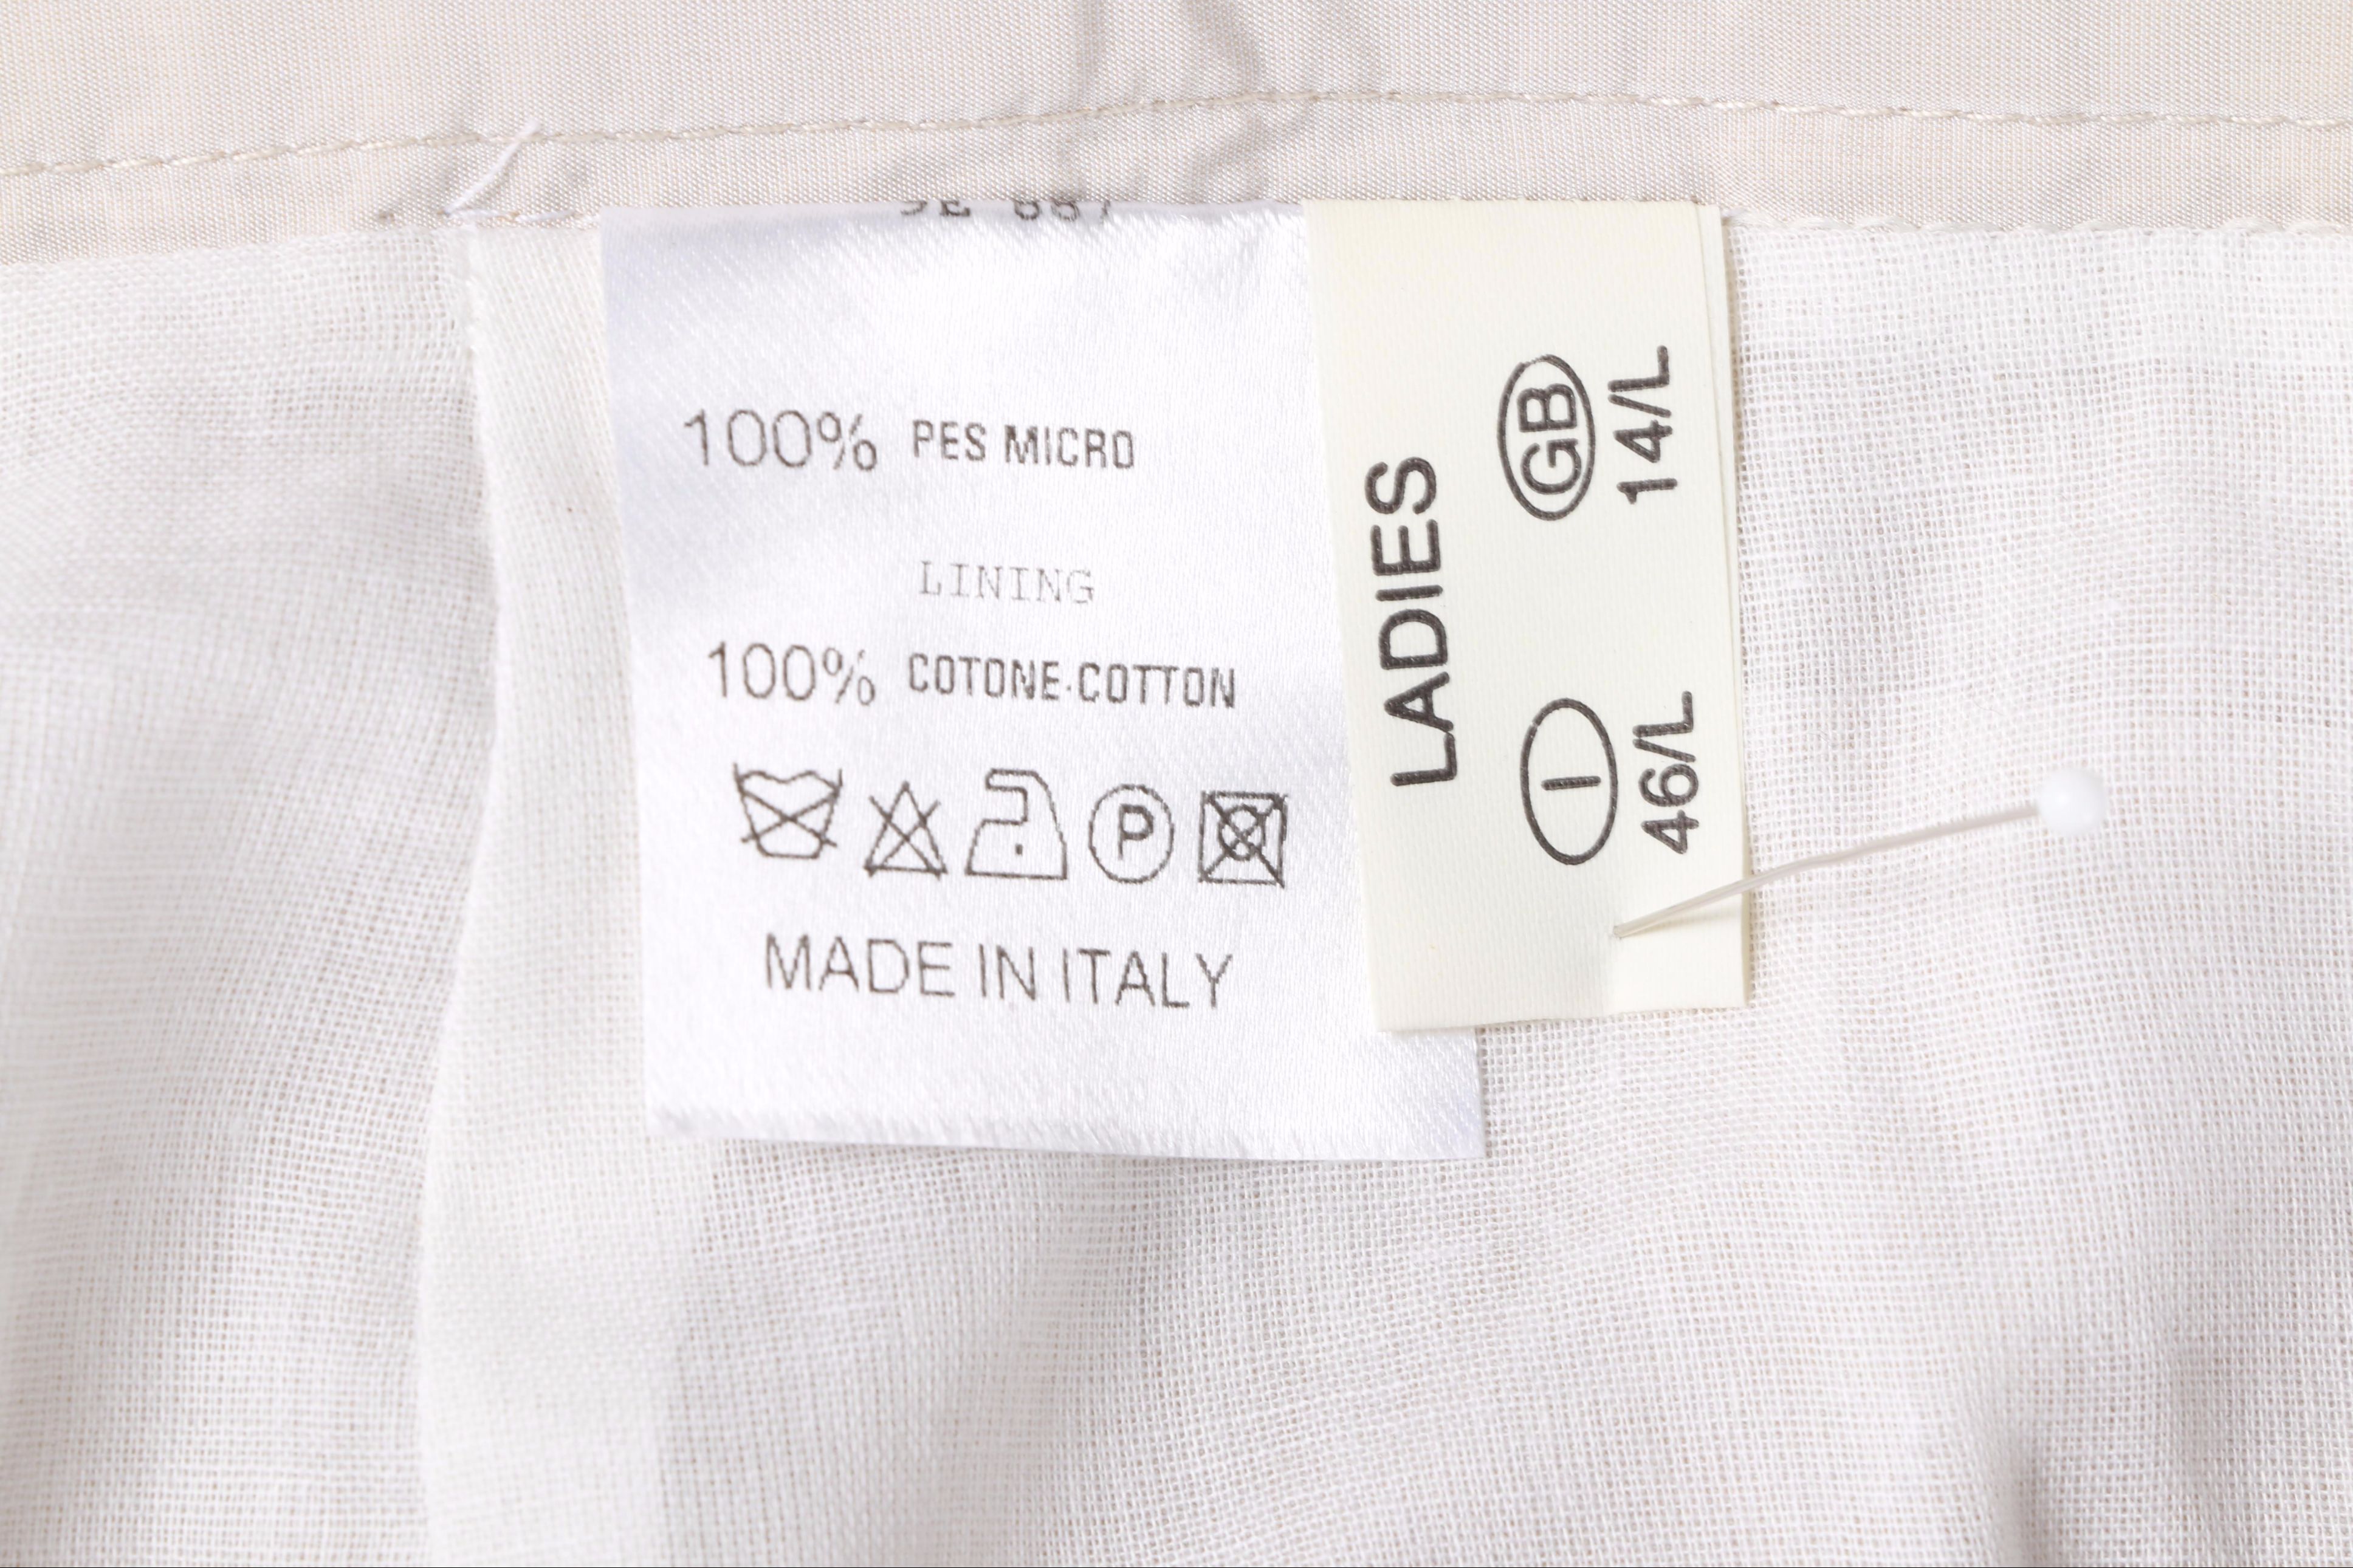 100% PES MICRO
LINING
100% COTONE·COTTON
P
MADE IN ITALY
LADIES
I GB
46/L 14/L